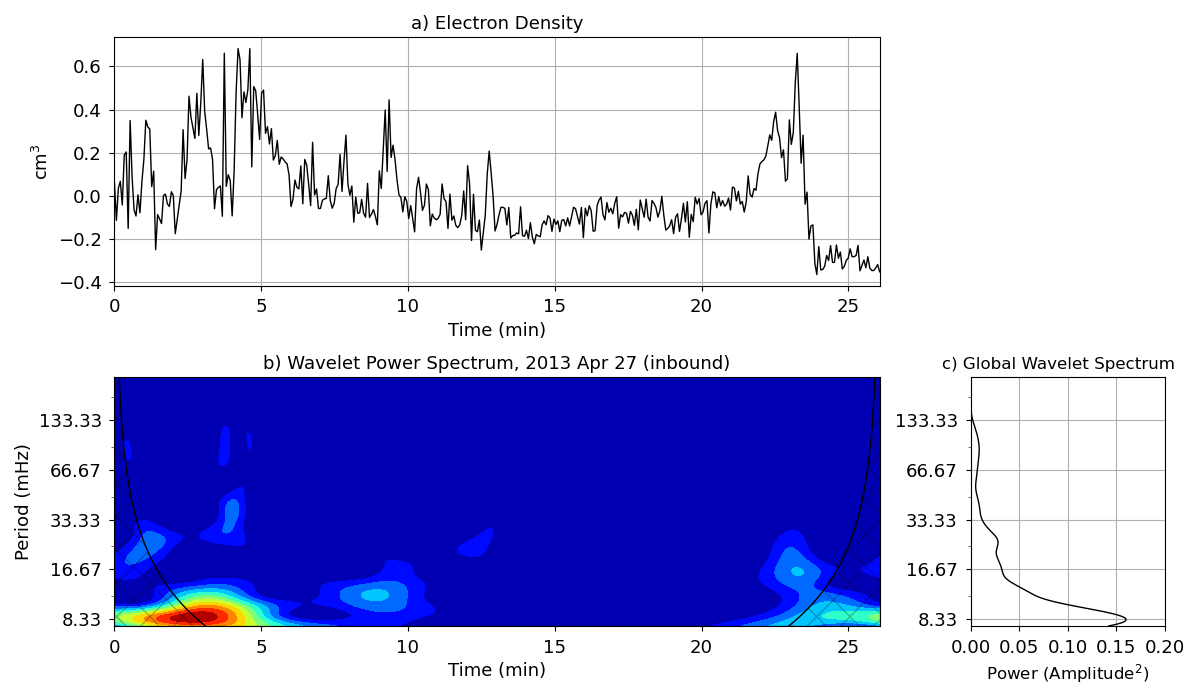 a) Electron Density
0.6
0.4
0.2
0.0
−0.2
−0.4
cm³
0 5 10 15 20 25
Time (min)
b) Wavelet Power Spectrum, 2013 Apr 27 (inbound)
133.33
66.67
33.33
16.67
8.33
Period (mHz)
0 5 10 15 20 25
Time (min)
c) Global Wavelet Spectrum
133.33
66.67
33.33
16.67
8.33
0.00 0.05 0.10 0.15 0.20
Power (Amplitude²)